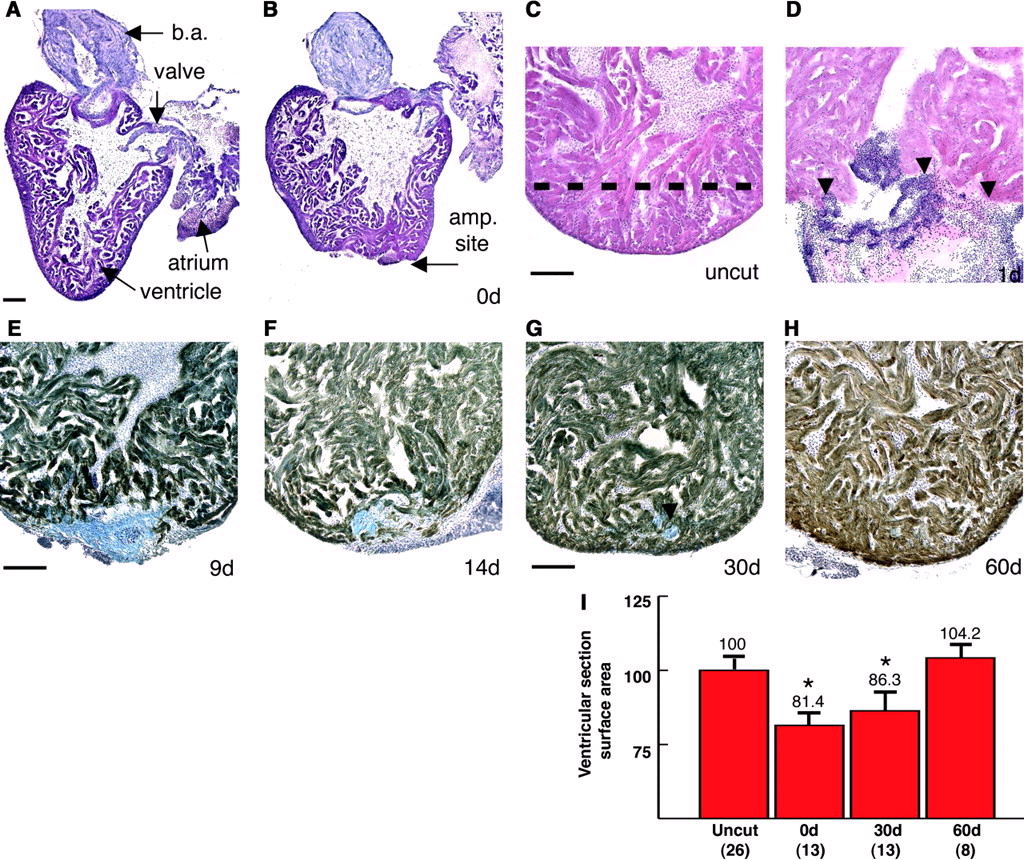 A
b.a.
valve
atrium
ventricle
B
amp.
site
0d
C
uncut
D
1d
E
9d
F
14d
G
30d
H
60d
I
125
100
75
Ventricular section
surface area
100
*
81.4
*
86.3
104.2
Uncut 0d 30d 60d
(26) (13) (13) (8)